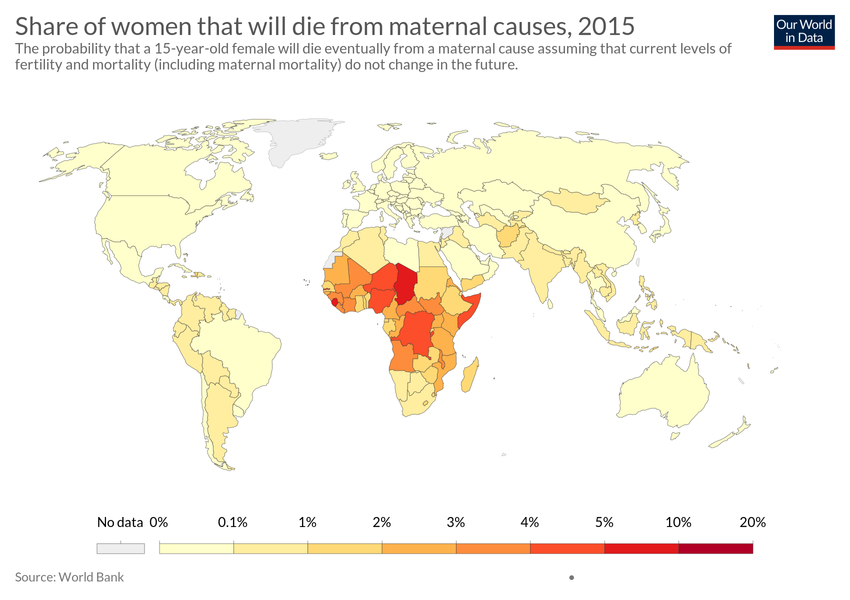 Share of women that will die from maternal causes, 2015
Our World
in Data
The probability that a 15-year-old female will die eventually from a maternal cause assuming that current levels of
fertility and mortality (including maternal mortality) do not change in the future.
No data 0% 0.1% 1% 2% 3% 4% 5% 10% 20%
Source: World Bank